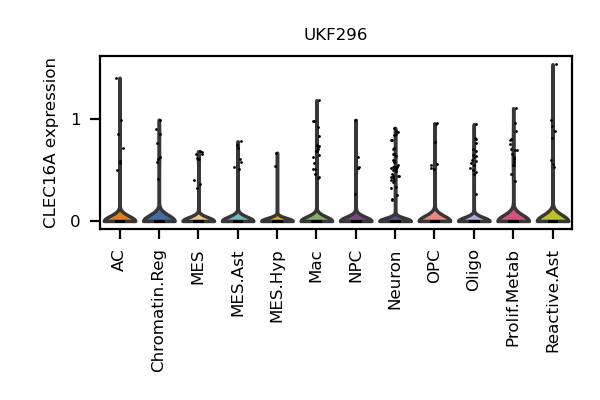 UKF296
CLEC16A expression
1
0
AC
Chromatin.Reg
MES
MES.Ast
MES.Hyp
Mac
NPC
Neuron
OPC
Oligo
Prolif.Metab
Reactive.Ast